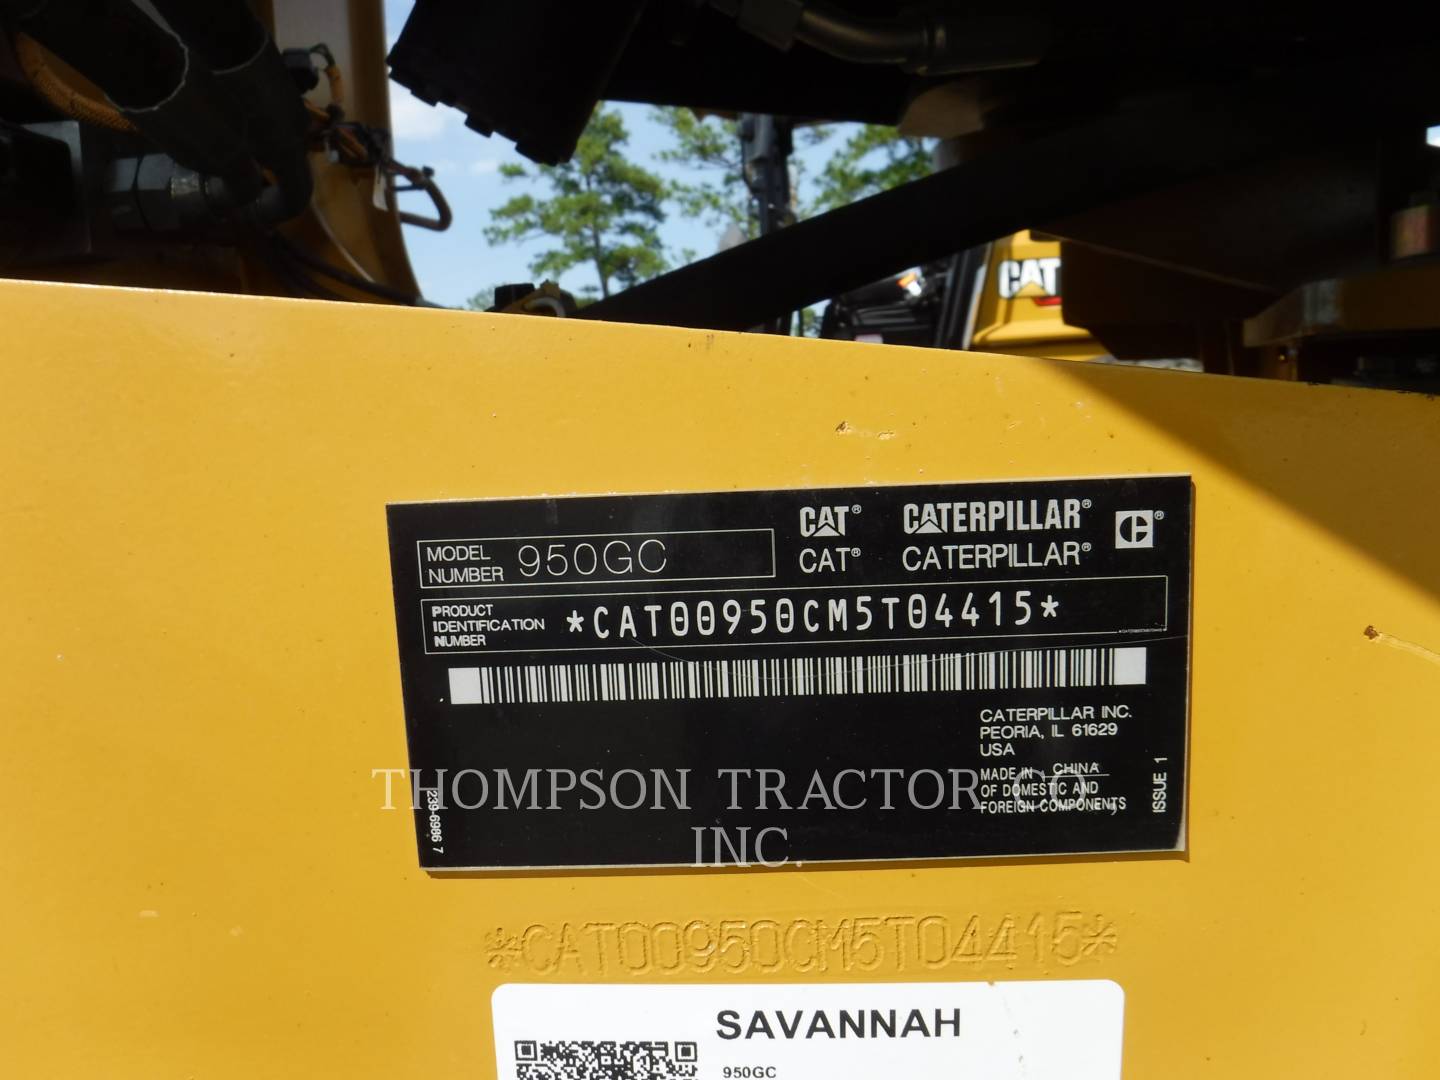 CAT
MODEL NUMBER 950GC
CAT® CATERPILLAR®
CAT® CATERPILLAR® ®
PRODUCT IDENTIFICATION NUMBER *CAT00950CM5T04415*
CATERPILLAR INC.
PEORIA, IL 61629
USA
MADE IN CHINA
OF DOMESTIC AND
FOREIGN COMPONENTS
ISSUE 1
239-6986 7
THOMPSON TRACTOR CO.,
INC.
*CAT00950CM5T04415*
SAVANNAH
950GC